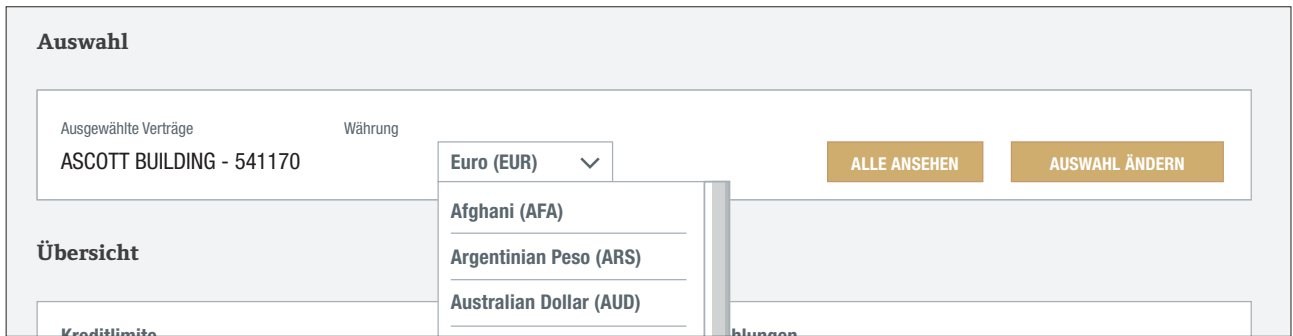 Auswahl
Ausgewählte Verträge Währung
ASCOTT BUILDING - 541170 Euro (EUR) ALLE ANSEHEN AUSWAHL ÄNDERN
Afghani (AFA)
Übersicht
Argentinian Peso (ARS)
Australian Dollar (AUD)
Kreditlimite